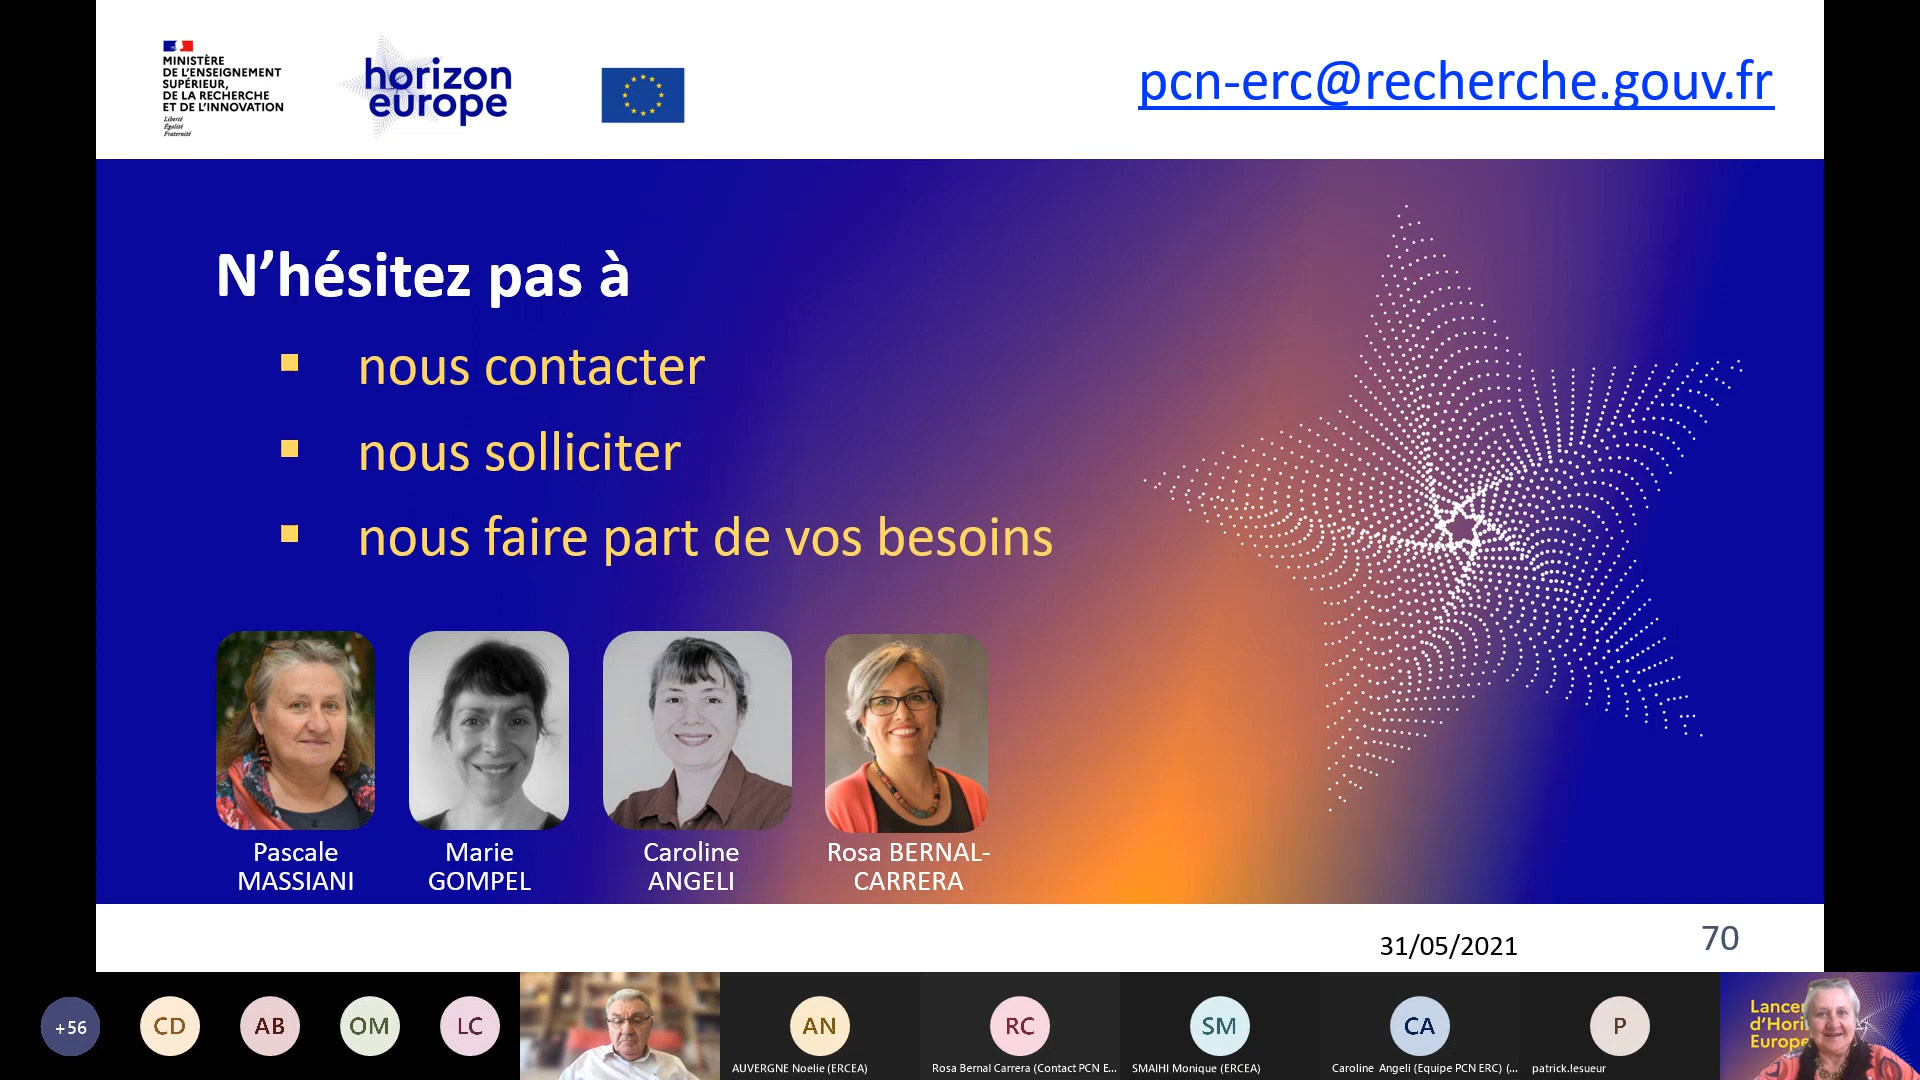 MINISTÈRE
DE L'ENSEIGNEMENT
SUPÉRIEUR,
DE LA RECHERCHE
ET DE L'INNOVATION
Liberté
Égalité
Fraternité
horizon
europe
pcn-erc@recherche.gouv.fr
N'hésitez pas à
nous contacter
nous solliciter
nous faire part de vos besoins
Pascale
MASSIANI
Marie
GOMPEL
Caroline
ANGELI
Rosa BERNAL-
CARRERA
31/05/2021
70
+56
CD
AB
OM
LC
AN
AUVERGNE Noelie (ERCEA)
RC
Rosa Bernal Carrera (Contact PCN E...
SM
SMAIHI Monique (ERCEA)
CA
Caroline Angeli (Equipe PCN ERC) (...
P
patrick.lesueur
Lancer
d'Hori
Europe